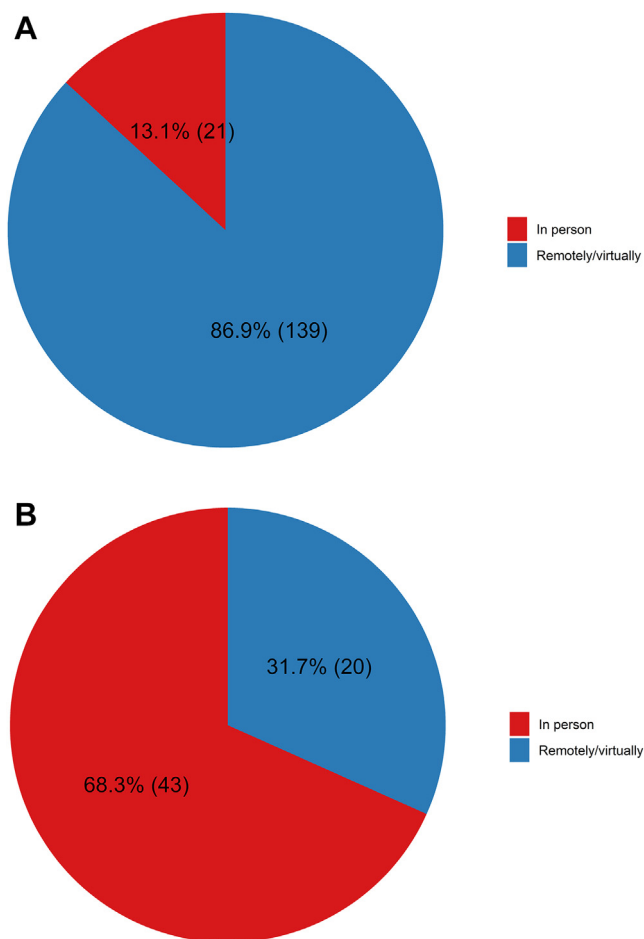 A
13.1% (21)
In person
Remotely/virtually
86.9% (139)
B
31.7% (20)
In person
Remotely/virtually
68.3% (43)